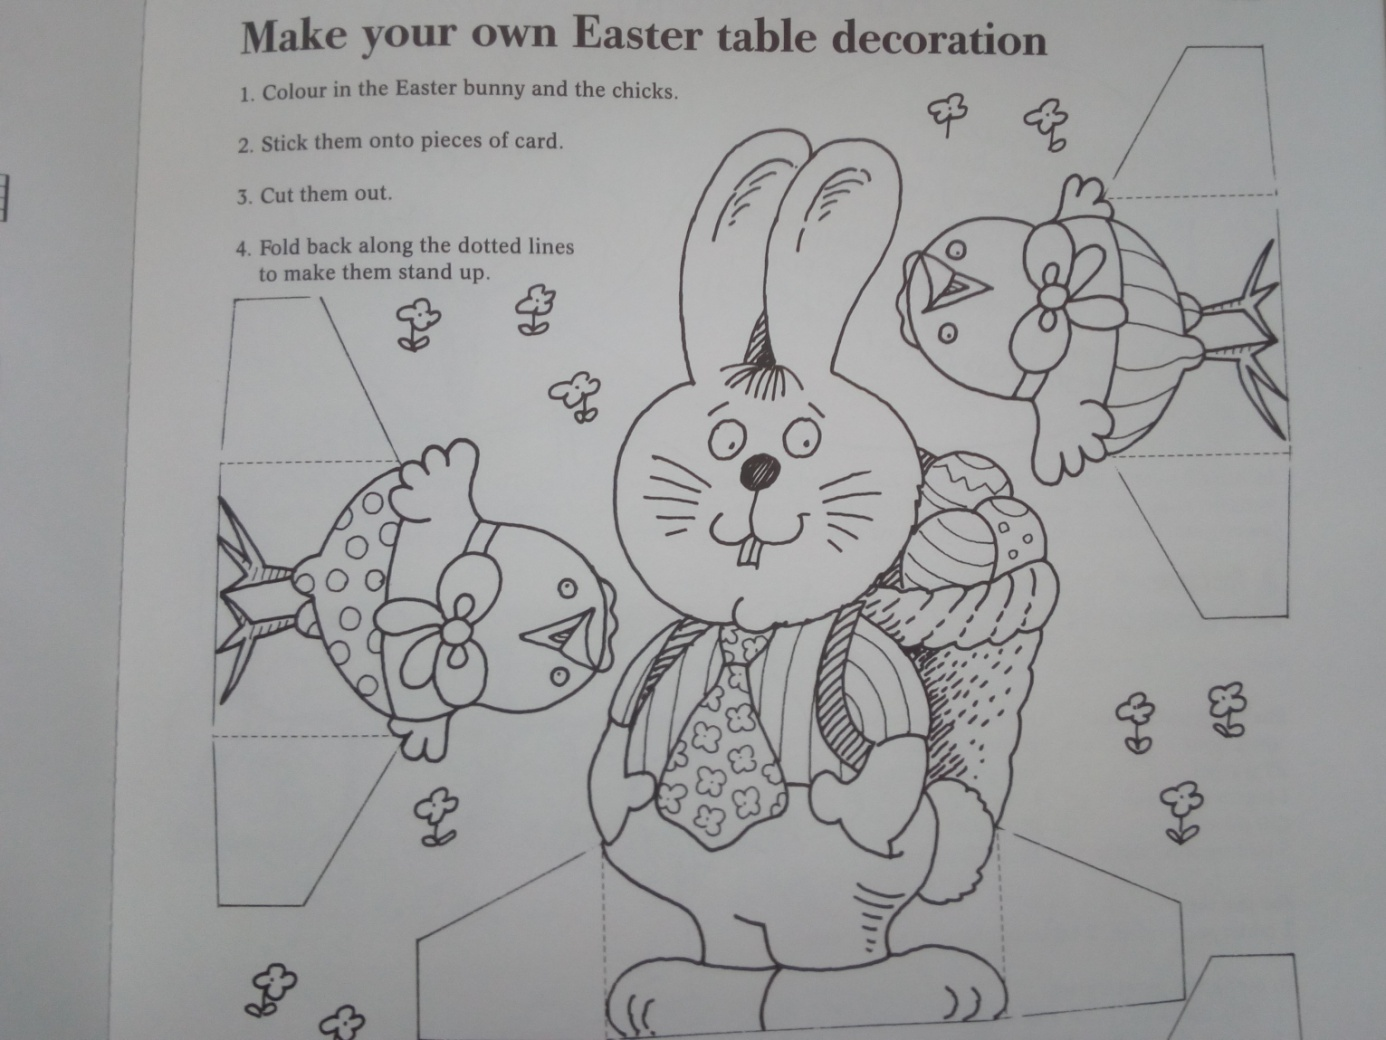 Make your own Easter table decoration
1. Colour in the Easter bunny and the chicks.
2. Stick them onto pieces of card.
3. Cut them out.
4. Fold back along the dotted lines
to make them stand up.